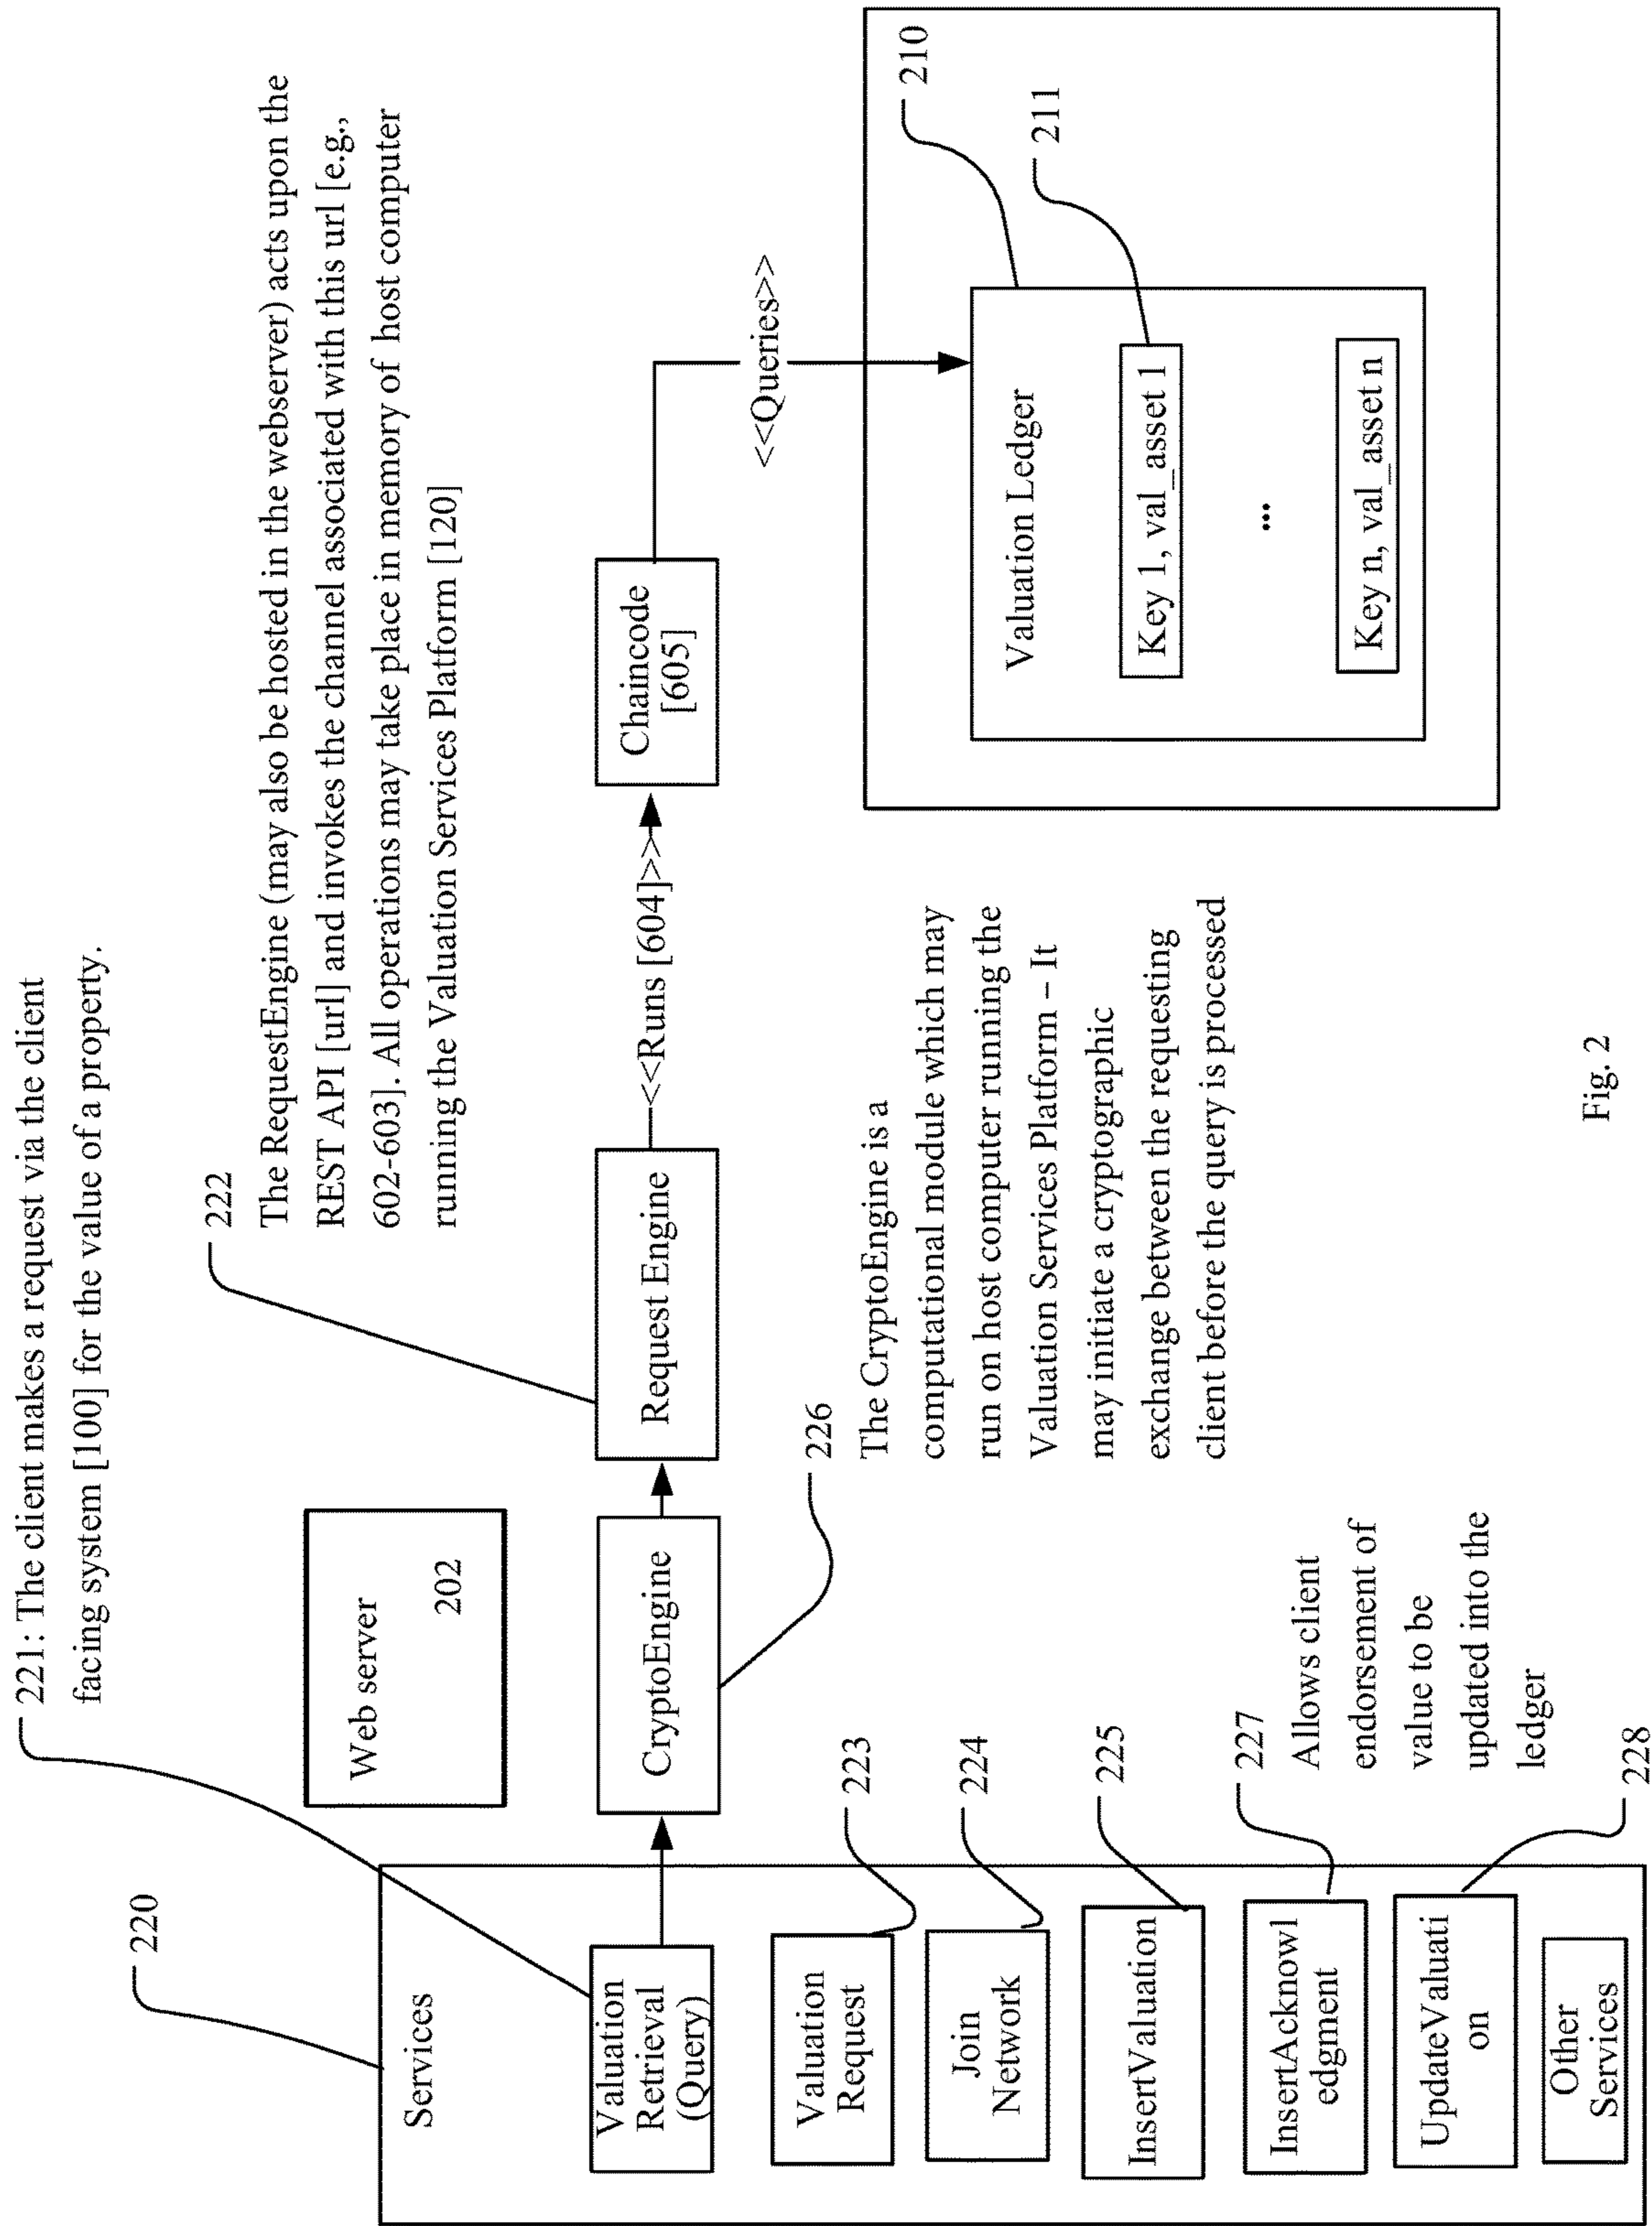 221: The client makes a request via the client
facing system [100] for the value of a property.
220
Services
Web server
202
222
The RequestEngine (may also be hosted in the webserver) acts upon the
REST API [url] and invokes the channel associated with this url [e.g.,
602-603]. All operations may take place in memory of host computer
running the Valuation Services Platform [120]
Valuation
Retrieval
(Query)
CryptoEngine
Request Engine
<<Runs [604]>>
Chaincode
[605]
<<Queries>>
226
The CryptoEngine is a
computational module which may
run on host computer running the
Valuation Services Platform – It
may initiate a cryptographic
exchange between the requesting
client before the query is processed
210
Valuation Ledger
211
Key 1, val_asset 1
...
Key n, val_asset n
Valuation
Request
223
Join
Network
224
InsertValuation
225
InsertAcknowl
edgment
227
Allows client
endorsement of
value to be
updated into the
ledger
UpdateValuati
on
228
Other
Services
Fig. 2